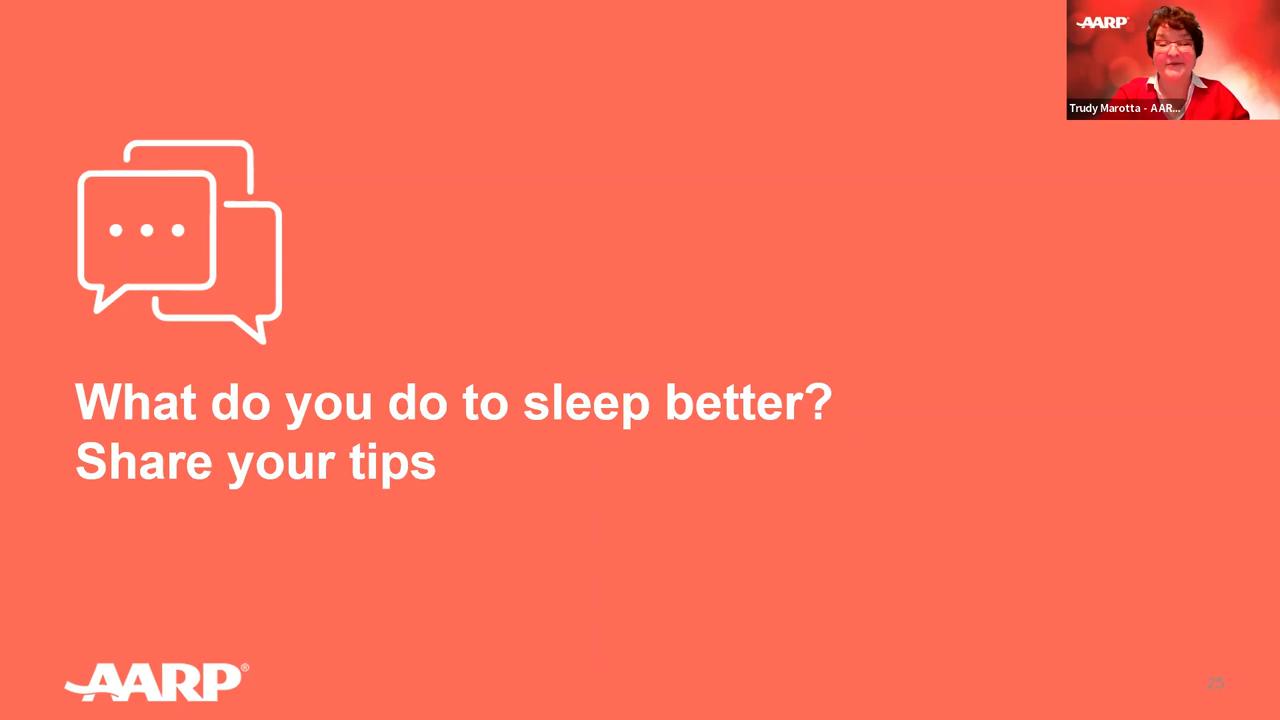 AARP
Trudy Marotta - AAR...
What do you do to sleep better?
Share your tips
AARP®
25